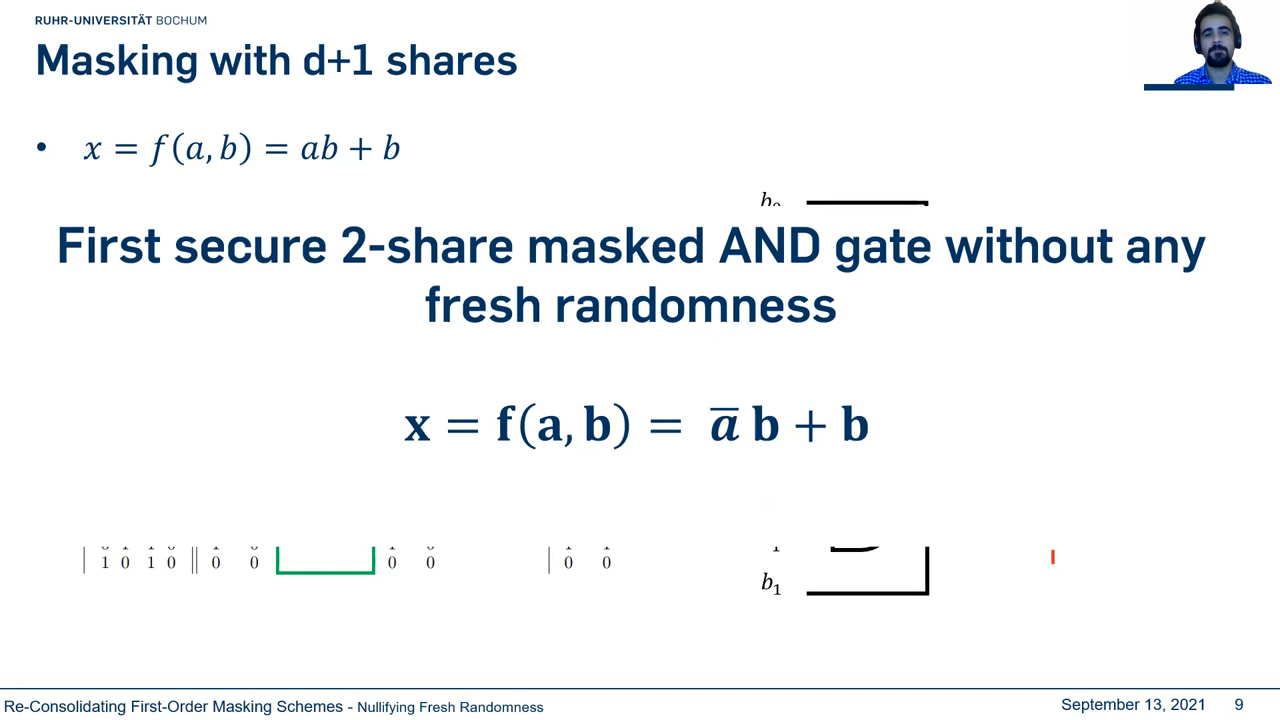 RUHR-UNIVERSITÄT BOCHUM
Masking with d+1 shares
• x = f(a, b) = ab + b
First secure 2-share masked AND gate without any
fresh randomness
x = f(a, b) = a̅ b + b
1 0 1 0 0 0 0 0 0 0
b₁
Re-Consolidating First-Order Masking Schemes - Nullifying Fresh Randomness
September 13, 2021 9